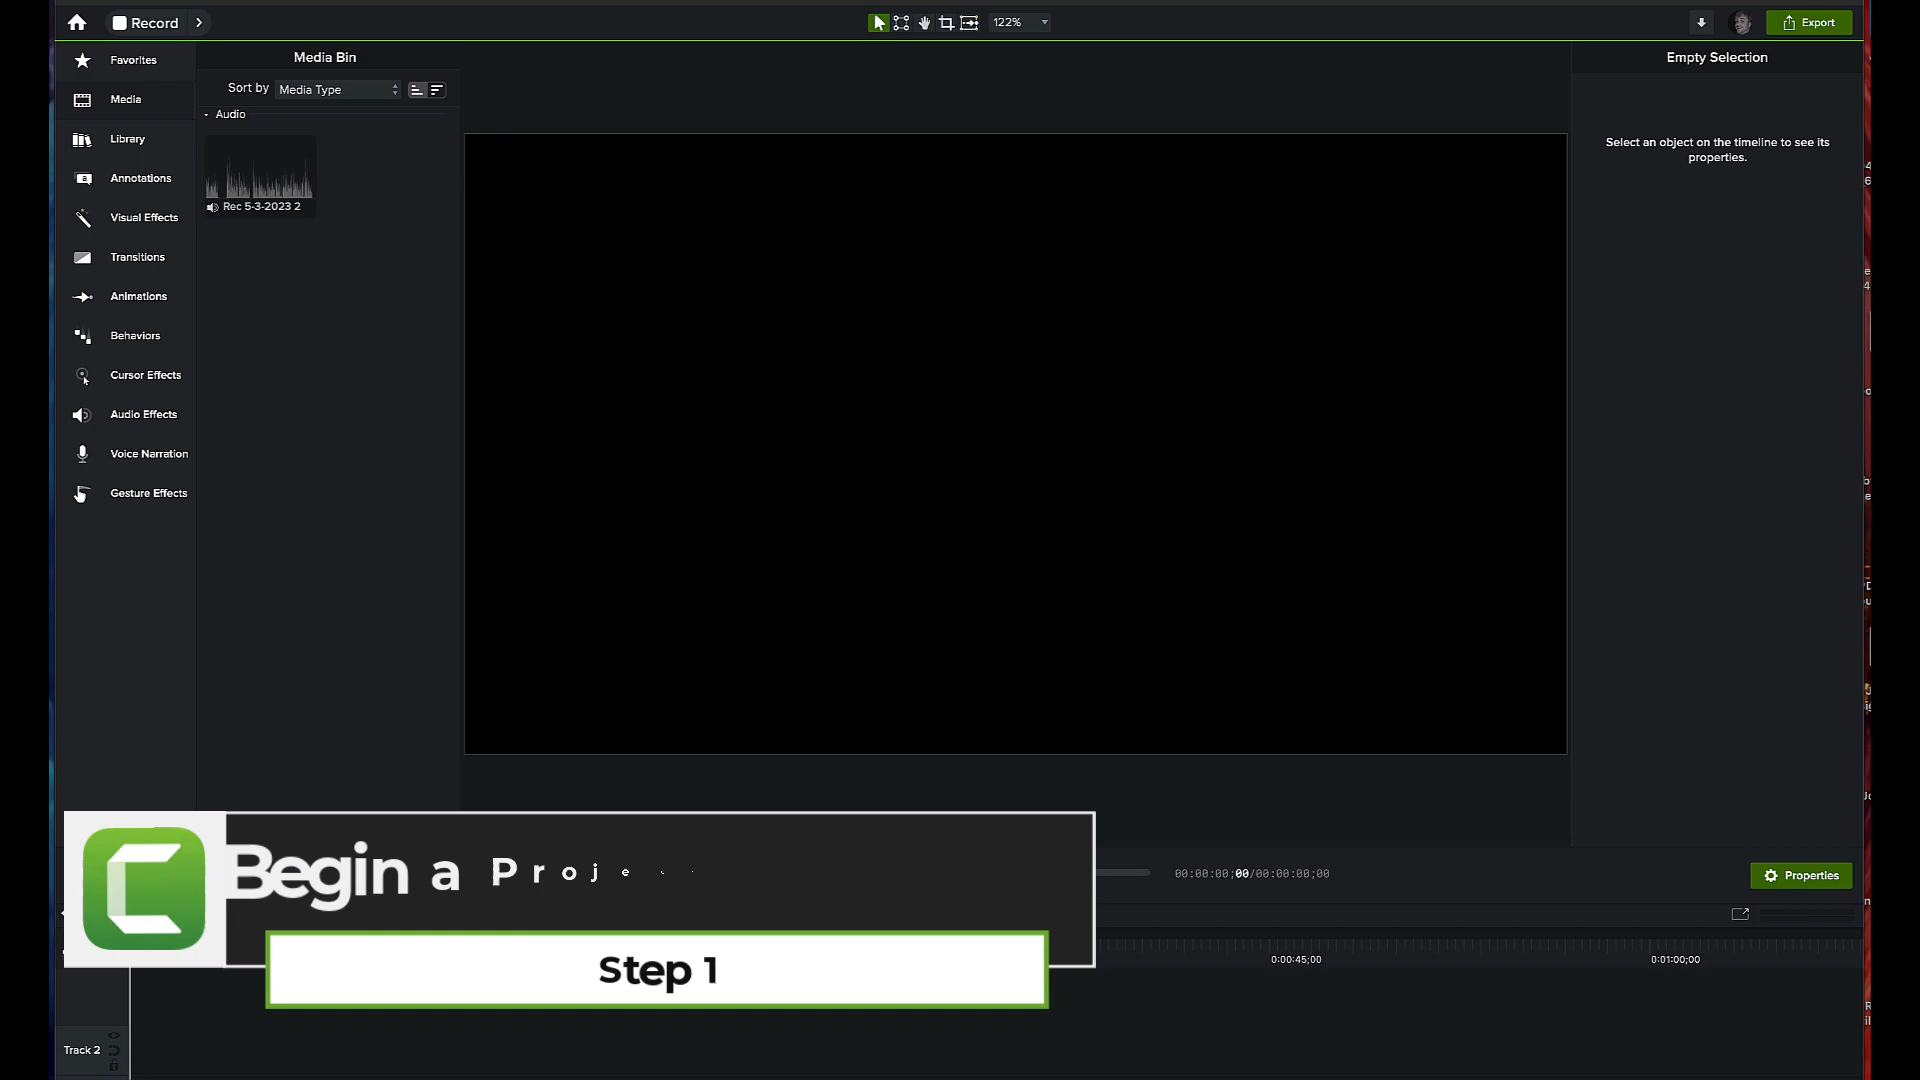 Record
122%
Export
Favorites
Media
Library
Annotations
Visual Effects
Transitions
Animations
Behaviors
Cursor Effects
Audio Effects
Voice Narration
Gesture Effects
Media Bin
Sort by Media Type
Audio
Rec 5-3-2023 2
Empty Selection
Select an object on the timeline to see its
properties.
Begin a Proje
Step 1
00:00:00;00/00:00:00;00
Properties
0:00:45;00
0:01:00;00
Track 2